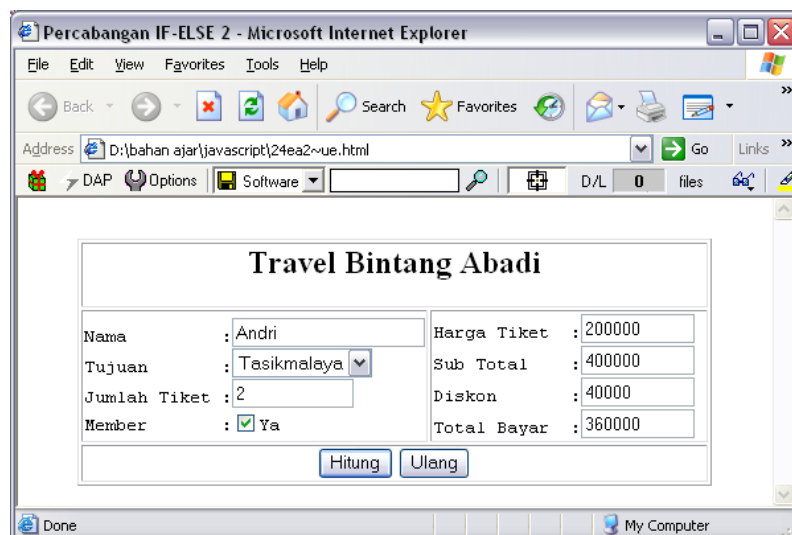 Percabangan IF-ELSE 2 - Microsoft Internet Explorer
File Edit View Favorites Tools Help
Back Search Favorites »
Address D:\bahan ajar\javascript\24ea2~ue.html Go Links »
DAP Options Software D/L 0 files
Travel Bintang Abadi
Nama : Andri
Tujuan : Tasikmalaya
Jumlah Tiket : 2
Member : Ya
Harga Tiket : 200000
Sub Total : 400000
Diskon : 40000
Total Bayar : 360000
Hitung Ulang
Done My Computer